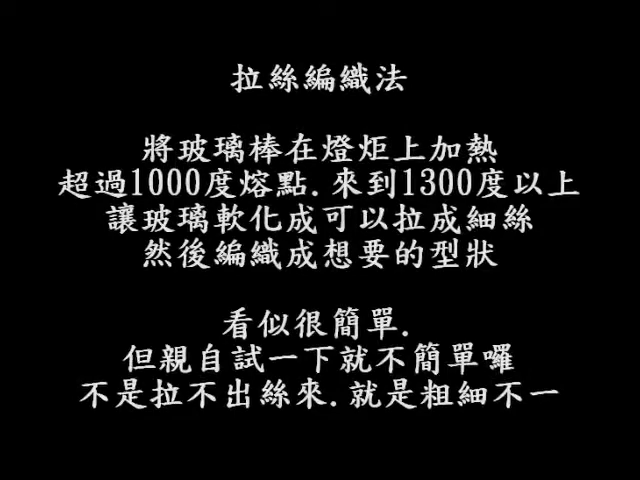 拉絲編織法
將玻璃棒在燈炬上加熱
超過1000度熔點.來到1300度以上
讓玻璃軟化成可以拉成細絲
然後編織成想要的型狀
看似很簡單.
但親自試一下就不簡單囉
不是拉不出絲來.就是粗細不一